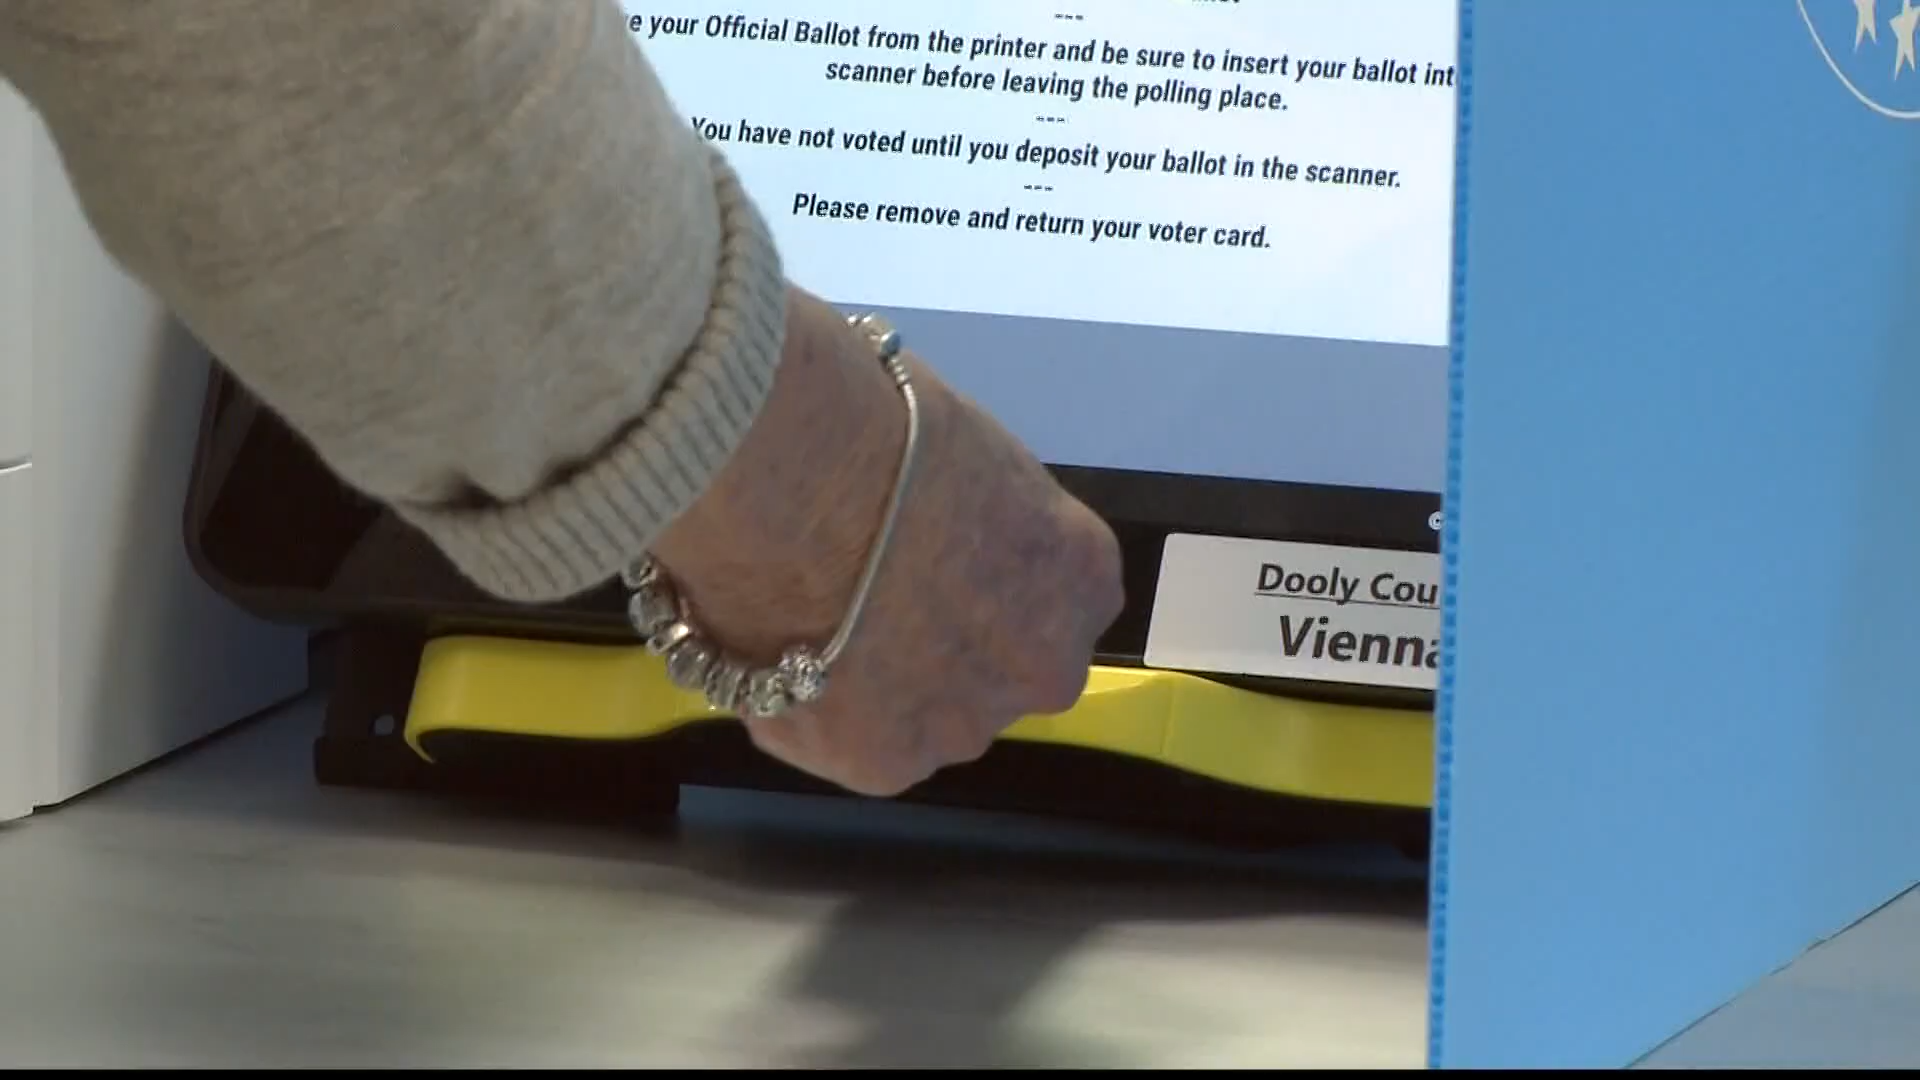 ---
e your Official Ballot from the printer and be sure to insert your ballot int
scanner before leaving the polling place.
---
You have not voted until you deposit your ballot in the scanner.
---
Please remove and return your voter card.
Dooly Cou
Vienna